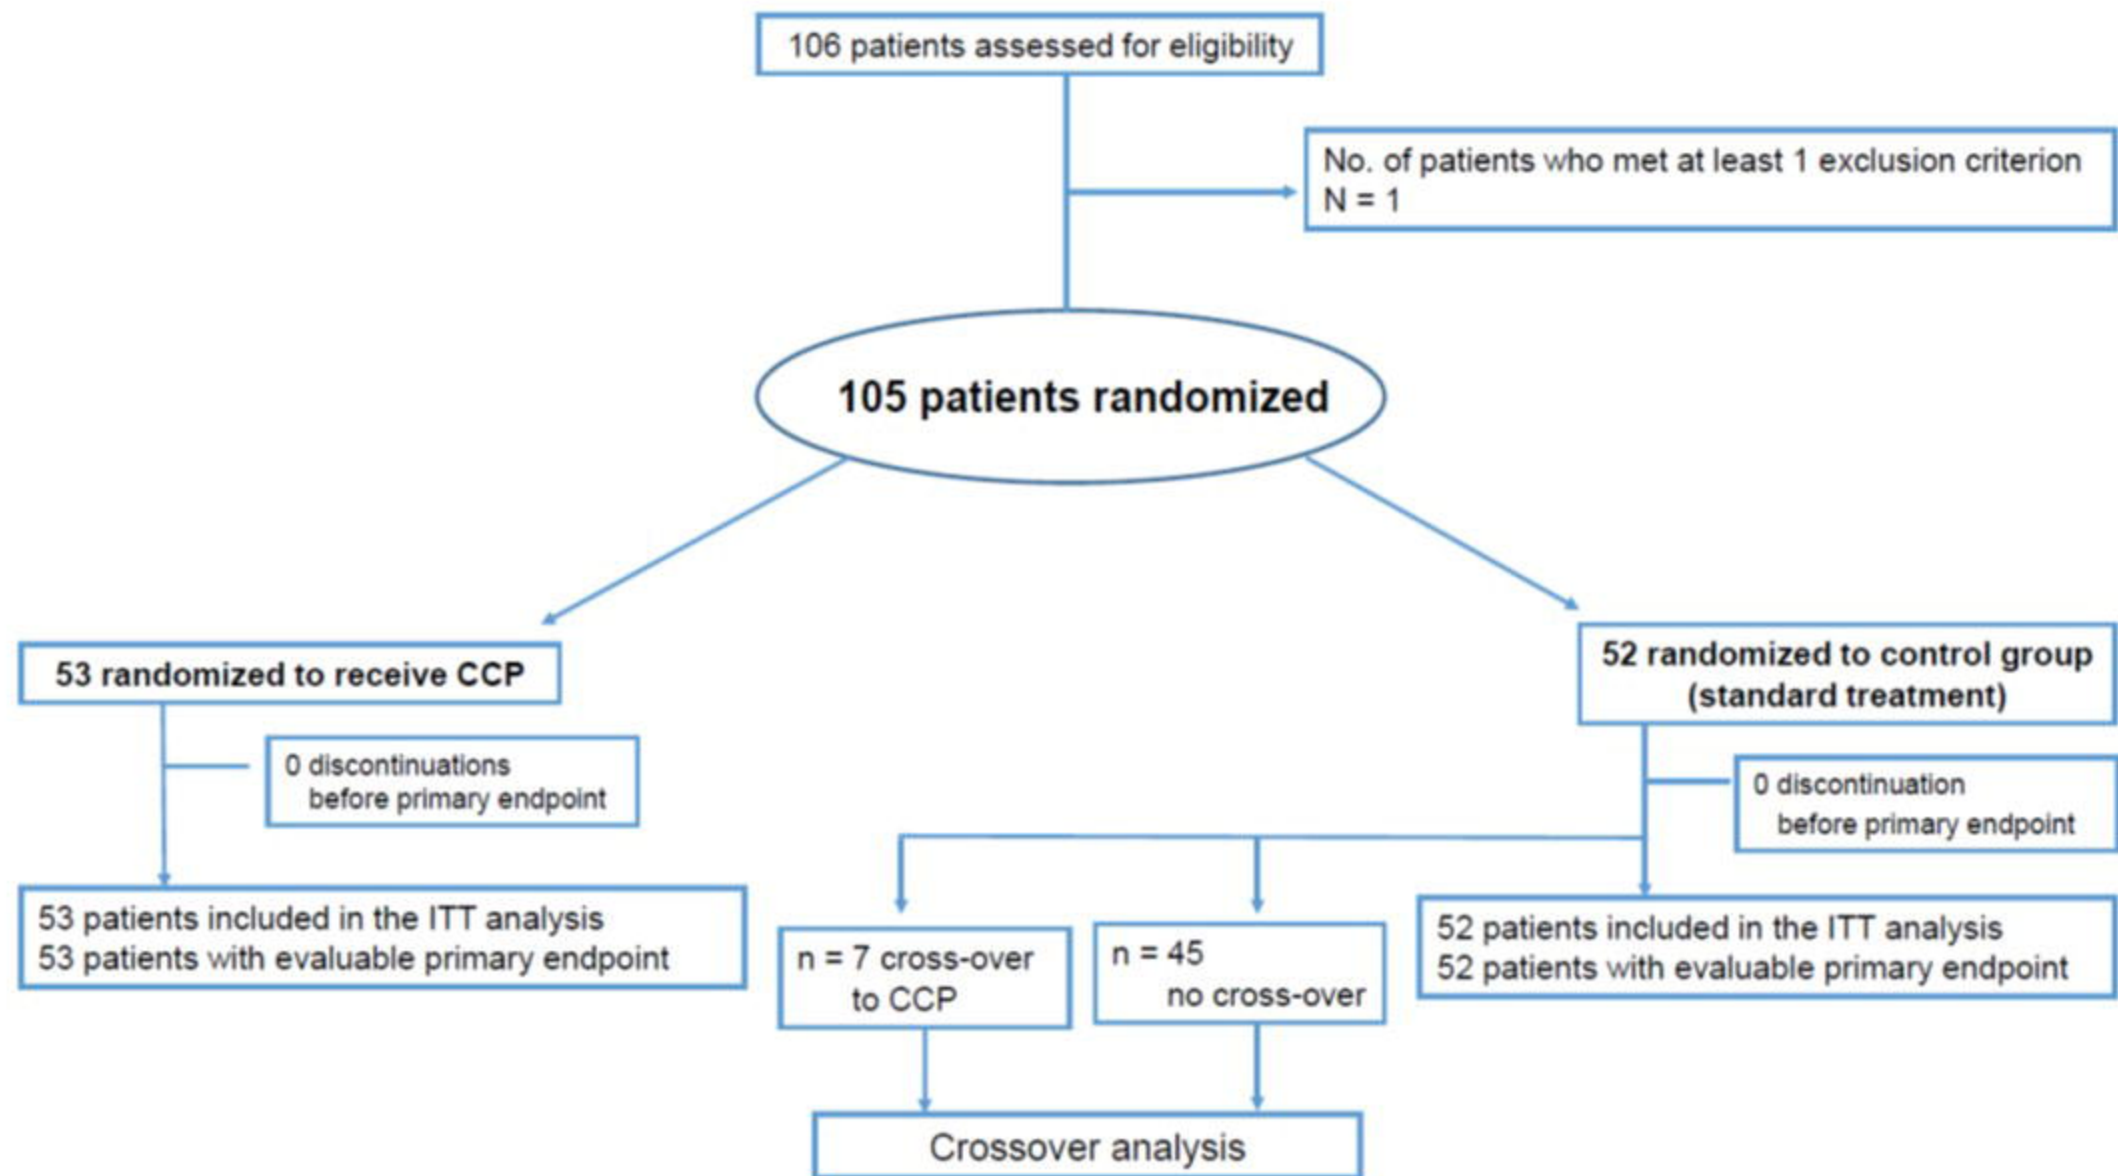 106 patients assessed for eligibility
No. of patients who met at least 1 exclusion criterion
N = 1
105 patients randomized
53 randomized to receive CCP
52 randomized to control group
(standard treatment)
0 discontinuations
before primary endpoint
0 discontinuation
before primary endpoint
53 patients included in the ITT analysis
53 patients with evaluable primary endpoint
n = 7 cross-over
to CCP
n = 45
no cross-over
52 patients included in the ITT analysis
52 patients with evaluable primary endpoint
Crossover analysis